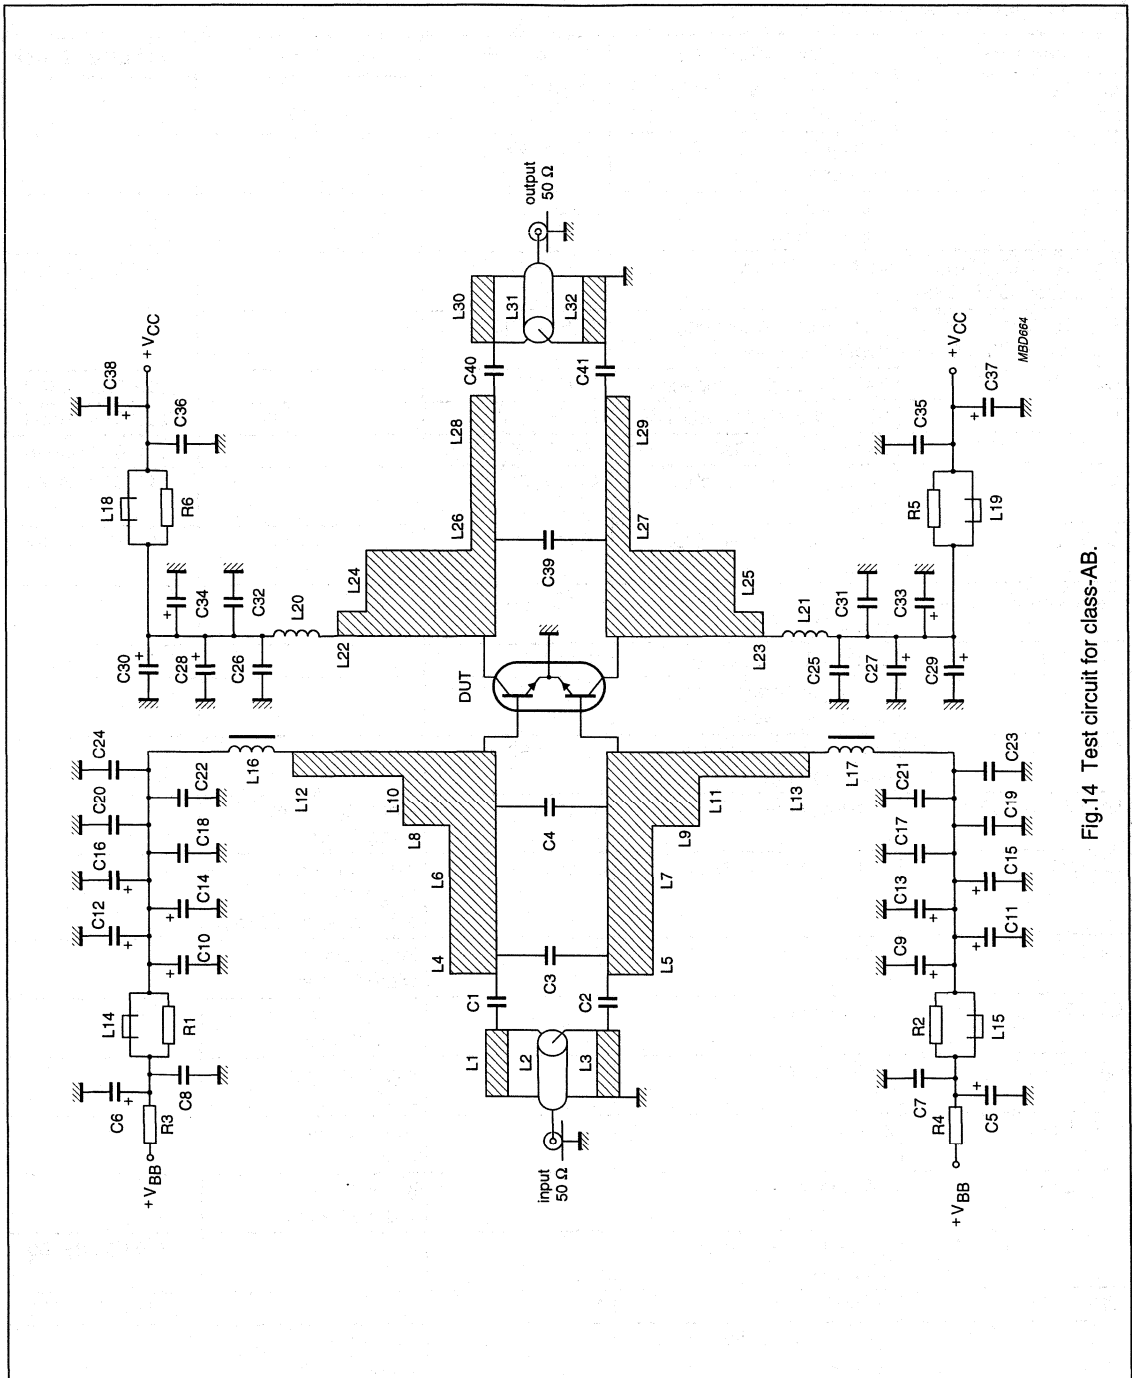 C24
C20
C16
C12
L14
C6
C22
C18
C14
C10
R1
C8
R3
+VBB
L16
L12
L10
L8
L6
L4
C4
C3
C1
L1
L2
L3
C2
input
50 Ω
L5
L7
L9
L11
L13
L17
C21
C17
C13
C9
R2
C7
C23
C19
C15
C11
L15
C5
R4
+VBB
DUT
C30
C28
C26
C34
C32
L20
L22
L24
L26
L28
L18
R6
C36
C38
+VCC
C39
C40
C41
L30
L31
L32
output
50 Ω
L29
L27
L25
L23
L21
C25
C27
C29
C31
C33
R5
L19
C35
C37
+VCC
MBD664
Fig.14 Test circuit for class-AB.